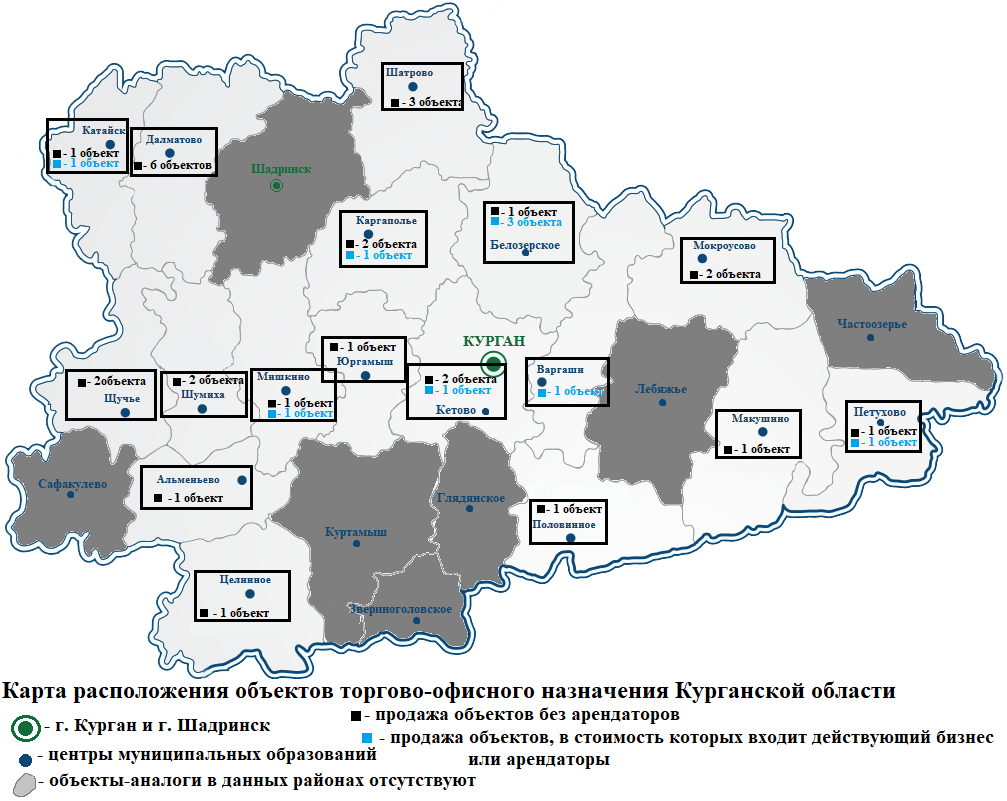 Шатрово
- 3 объекта
Катайск
- 1 объект
- 1 объект
Далматово
- 6 объектов
Шадринск
Каргаполье
- 2 объекта
- 1 объект
- 1 объект
- 3 объекта
Белозерское
Мокроусово
- 2 объекта
Частоозерье
КУРГАН
- 1 объект
Юргамыш
- 2объекта
Щучье
- 2 объекта
Шумиха
Мишкино
- 1 объект
- 1 объект
- 2 объекта
- 1 объект
Кетово
Варгаши
- 1 объект
Лебяжье
Макушино
- 1 объект
Петухово
- 1 объект
- 1 объект
Сафакулево
Альменьево
- 1 объект
Глядянское
Куртамыш
- 1 объект
Половинное
Целинное
- 1 объект
Звериноголовское
Карта расположения объектов торгово-офисного назначения Курганской области
- г. Курган и г. Шадринск
- центры муниципальных образований
- объекты-аналоги в данных районах отсутствуют
- продажа объектов без арендаторов
- продажа объектов, в стоимость которых входит действующий бизнес
или арендаторы